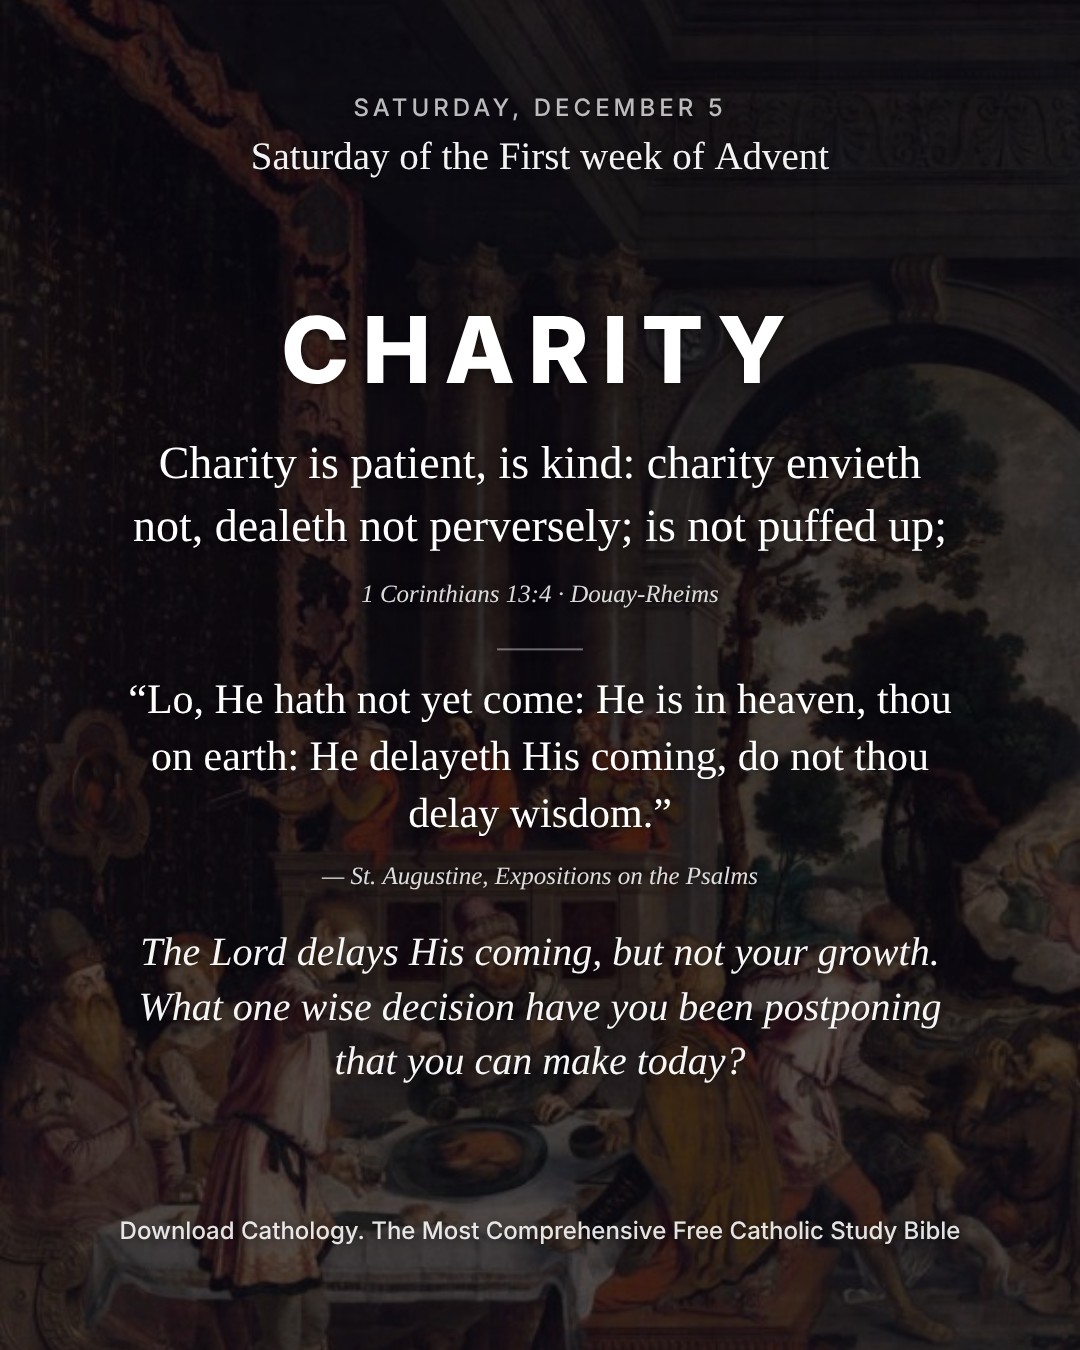 SATURDAY, DECEMBER 5
Saturday of the First week of Advent
CHARITY
Charity is patient, is kind: charity envieth
not, dealeth not perversely; is not puffed up;
1 Corinthians 13:4 · Douay-Rheims
“Lo, He hath not yet come: He is in heaven, thou
on earth: He delayeth His coming, do not thou
delay wisdom.”
— St. Augustine, Expositions on the Psalms
The Lord delays His coming, but not your growth.
What one wise decision have you been postponing
that you can make today?
Download Cathology. The Most Comprehensive Free Catholic Study Bible